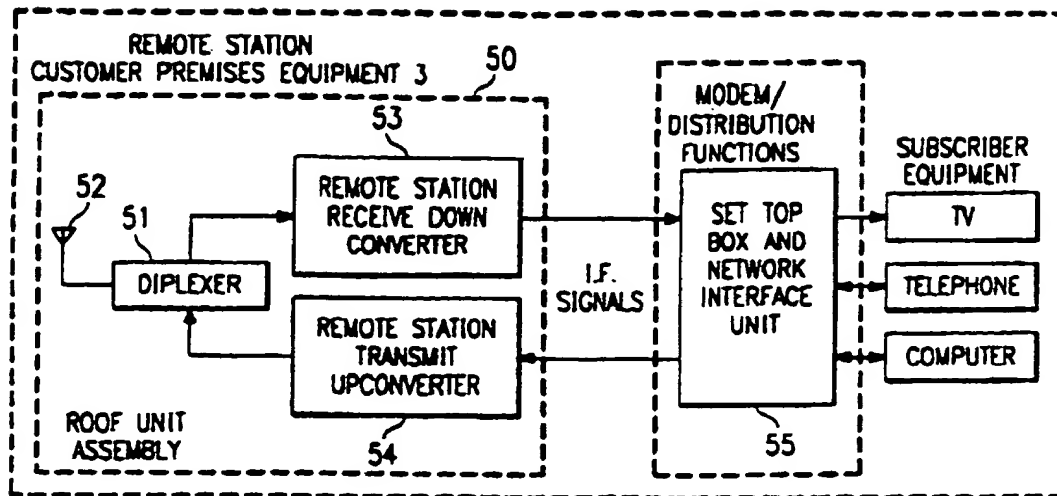 REMOTE STATION
CUSTOMER PREMISES EQUIPMENT 3
50
53
REMOTE STATION
RECEIVE DOWN
CONVERTER
52
51
DIPLEXER
REMOTE STATION
TRANSMIT
UPCONVERTER
54
ROOF UNIT
ASSEMBLY
I.F.
SIGNALS
MODEM/
DISTRIBUTION
FUNCTIONS
SET TOP
BOX AND
NETWORK
INTERFACE
UNIT
55
SUBSCRIBER
EQUIPMENT
TV
TELEPHONE
COMPUTER